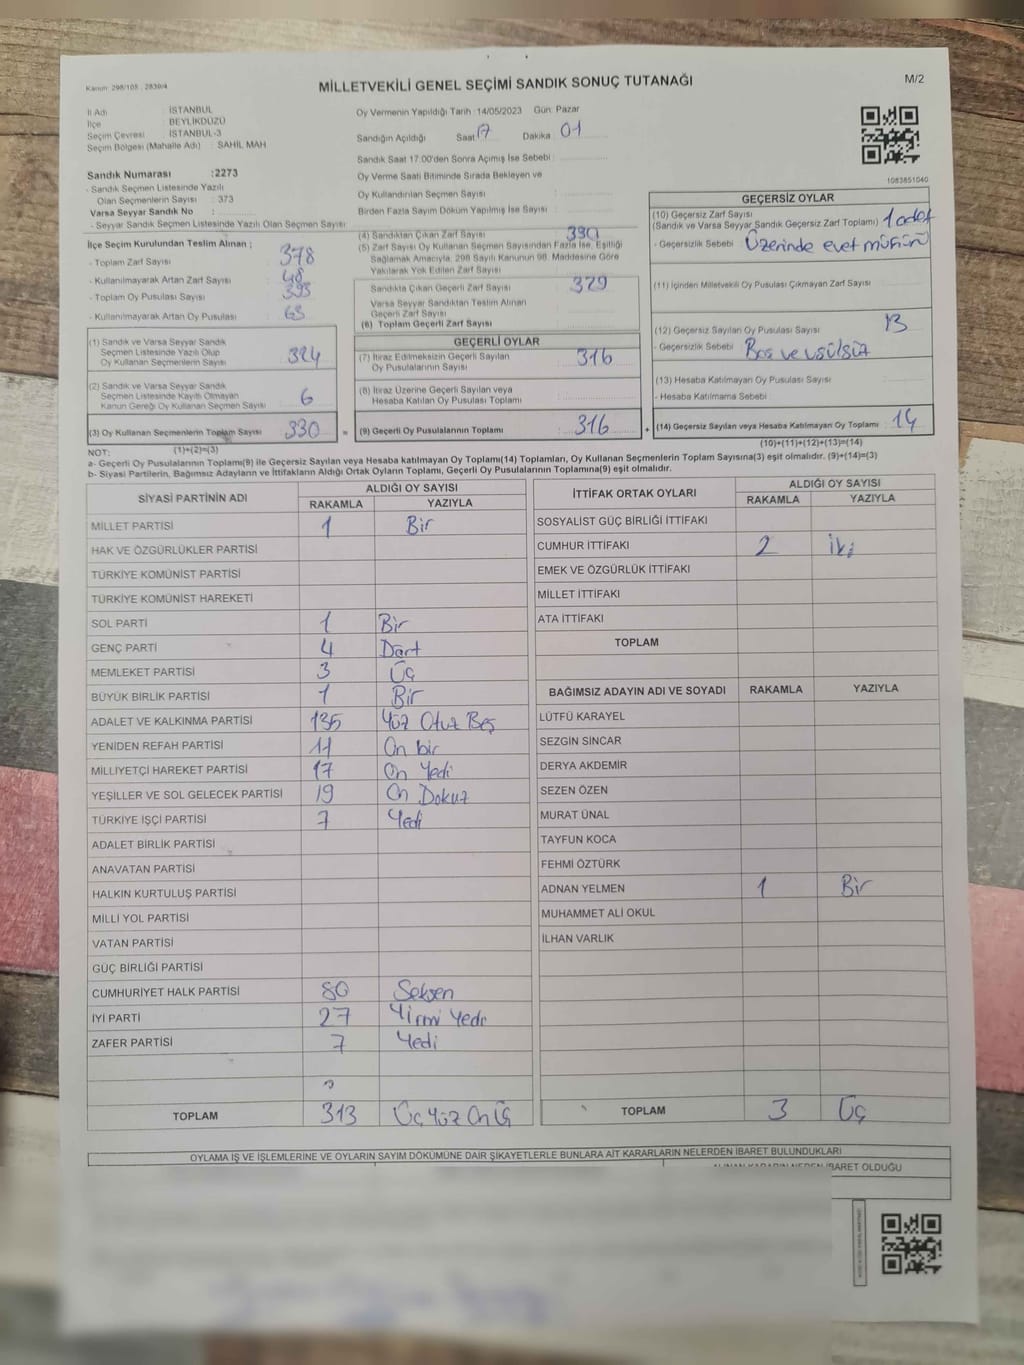 Kanun: 298/105 , 2839/4
MİLLETVEKİLİ GENEL SEÇİMİ SANDIK SONUÇ TUTANAĞI
M/2
İl Adı : İSTANBUL
İlçe : BEYLİKDÜZÜ
Seçim Çevresi : İSTANBUL-3
Seçim Bölgesi (Mahalle Adı) : SAHİL MAH
Oy Vermenin Yapıldığı Tarih :14/05/2023 Gün: Pazar
Sandığın Açıldığı Saat 17 Dakika : 01
Sandık Saat 17:00'den Sonra Açımış İse Sebebi :
Sandık Numarası :2273
- Sandık Seçmen Listesinde Yazılı
Olan Seçmenlerin Sayısı : 373
Varsa Seyyar Sandık No :
- Seyyar Sandık Seçmen Listesinde Yazılı Olan Seçmen Sayısı:
Oy Verme Saati Bitiminde Sırada Bekleyen ve
Oy Kullandırılan Seçmen Sayısı :
Birden Fazla Sayım Döküm Yapılmış İse Sayısı :
1083851040
İlçe Seçim Kurulundan Teslim Alınan ;
- Toplam Zarf Sayısı : 378
- Kullanılmayarak Artan Zarf Sayısı : 48
- Toplam Oy Pusulası Sayısı : 393
- Kullanılmayarak Artan Oy Pusulası : 63
(4) Sandıktan Çıkan Zarf Sayısı : 330
(5) Zarf Sayısı Oy Kullanan Seçmen Sayısından Fazla İse, Eşitliği
Sağlamak Amacıyla, 298 Sayılı Kanunun 98. Maddesine Göre
Yakılarak Yok Edilen Zarf Sayısı :
Sandıkta Çıkan Geçerli Zarf Sayısı : 329
Varsa Seyyar Sandıktan Teslim Alınan
Geçerli Zarf Sayısı :
(6) Toplam Geçerli Zarf Sayısı :
GEÇERSİZ OYLAR
(10) Geçersiz Zarf Sayısı
(Sandık ve Varsa Seyyar Sandık Geçersiz Zarf Toplamı) : 1 adet
- Geçersizlik Sebebi : Üzerinde evet mührü
(11) İçinden Milletvekili Oy Pusulası Çıkmayan Zarf Sayısı :
(12) Geçersiz Sayılan Oy Pusulası Sayısı : 13
- Geçersizlik Sebebi : Boş ve usülsüz
(13) Hesaba Katılmayan Oy Pusulası Sayısı :
- Hesaba Katılmama Sebebi :
(14) Geçersiz Sayılan veya Hesaba Katılmayan Oy Toplamı : 14
(10)+(11)+(12)+(13)=(14)
(1) Sandık ve Varsa Seyyar Sandık
Seçmen Listesinde Yazılı Olup
Oy Kullanan Seçmenlerin Sayısı : 324
(2) Sandık ve Varsa Seyyar Sandık
Seçmen Listesinde Kayıtlı Olmayan
Kanun Gereği Oy Kullanan Seçmen Sayısı : 6
(3) Oy Kullanan Seçmenlerin Toplam Sayısı : 330
(1)+(2)=(3)
GEÇERLİ OYLAR
(7) İtiraz Edilmeksizin Geçerli Sayılan
Oy Pusulalarının Sayısı : 316
(8) İtiraz Üzerine Geçerli Sayılan veya
Hesaba Katılan Oy Pusulası Toplamı :
(9) Geçerli Oy Pusulalarının Toplamı : 316
NOT:
a- Geçerli Oy Pusulalarının Toplamı(9) ile Geçersiz Sayılan veya Hesaba katılmayan Oy Toplamı(14) Toplamları, Oy Kullanan Seçmenlerin Toplam Sayısına(3) eşit olmalıdır. (9)+(14)=(3)
b- Siyasi Partilerin, Bağımsız Adayların ve İttifakların Aldığı Ortak Oyların Toplamı, Geçerli Oy Pusulalarının Toplamına(9) eşit olmalıdır.
SİYASİ PARTİNİN ADI ALDIĞI OY SAYISI
RAKAMLA YAZIYLA
MİLLET PARTİSİ 1 Bir
HAK VE ÖZGÜRLÜKLER PARTİSİ
TÜRKİYE KOMÜNİST PARTİSİ
TÜRKİYE KOMÜNİST HAREKETİ
SOL PARTİ 1 Bir
GENÇ PARTİ 4 Dört
MEMLEKET PARTİSİ 3 Üç
BÜYÜK BİRLİK PARTİSİ 1 Bir
ADALET VE KALKINMA PARTİSİ 135 Yüz Otuz Beş
YENİDEN REFAH PARTİSİ 11 On bir
MİLLİYETÇİ HAREKET PARTİSİ 17 On Yedi
YEŞİLLER VE SOL GELECEK PARTİSİ 19 On Dokuz
TÜRKİYE İŞÇİ PARTİSİ 7 Yedi
ADALET BİRLİK PARTİSİ
ANAVATAN PARTİSİ
HALKIN KURTULUŞ PARTİSİ
MİLLİ YOL PARTİSİ
VATAN PARTİSİ
GÜÇ BİRLİĞİ PARTİSİ
CUMHURİYET HALK PARTİSİ 80 Seksen
İYİ PARTİ 27 Yirmi Yedi
ZAFER PARTİSİ 7 Yedi
TOPLAM 313 Üç Yüz On Üç
İTTİFAK ORTAK OYLARI ALDIĞI OY SAYISI
RAKAMLA YAZIYLA
SOSYALİST GÜÇ BİRLİĞİ İTTİFAKI
CUMHUR İTTİFAKI 2 İki
EMEK VE ÖZGÜRLÜK İTTİFAKI
MİLLET İTTİFAKI
ATA İTTİFAKI
TOPLAM
BAĞIMSIZ ADAYIN ADI VE SOYADI RAKAMLA YAZIYLA
LÜTFÜ KARAYEL
SEZGİN SİNCAR
DERYA AKDEMİR
SEZEN ÖZEN
MURAT ÜNAL
TAYFUN KOCA
FEHMİ ÖZTÜRK
ADNAN YELMEN 1 Bir
MUHAMMET ALİ OKUL
İLHAN VARLIK
TOPLAM 3 Üç
OYLAMA İŞ VE İŞLEMLERİNE VE OYLARIN SAYIM DÖKÜMÜNE DAİR ŞİKAYETLERLE BUNLARA AİT KARARLARIN NELERDEN İBARET BULUNDUKLARI
İBARET OLDUĞU